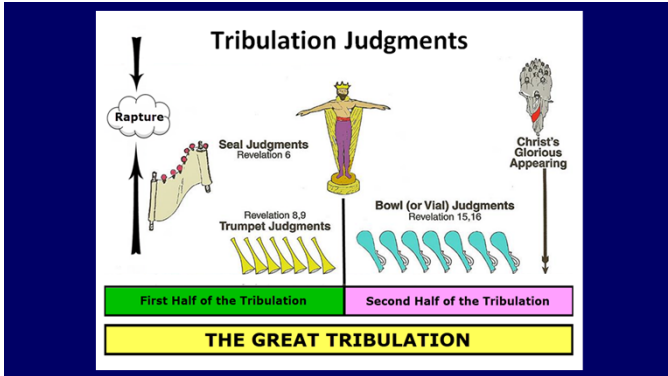 Tribulation Judgments
Rapture
Seal Judgments
Revelation 6
Christ's
Glorious
Appearing
Revelation 8,9
Trumpet Judgments
Bowl (or Vial) Judgments
Revelation 15,16
First Half of the Tribulation
Second Half of the Tribulation
THE GREAT TRIBULATION